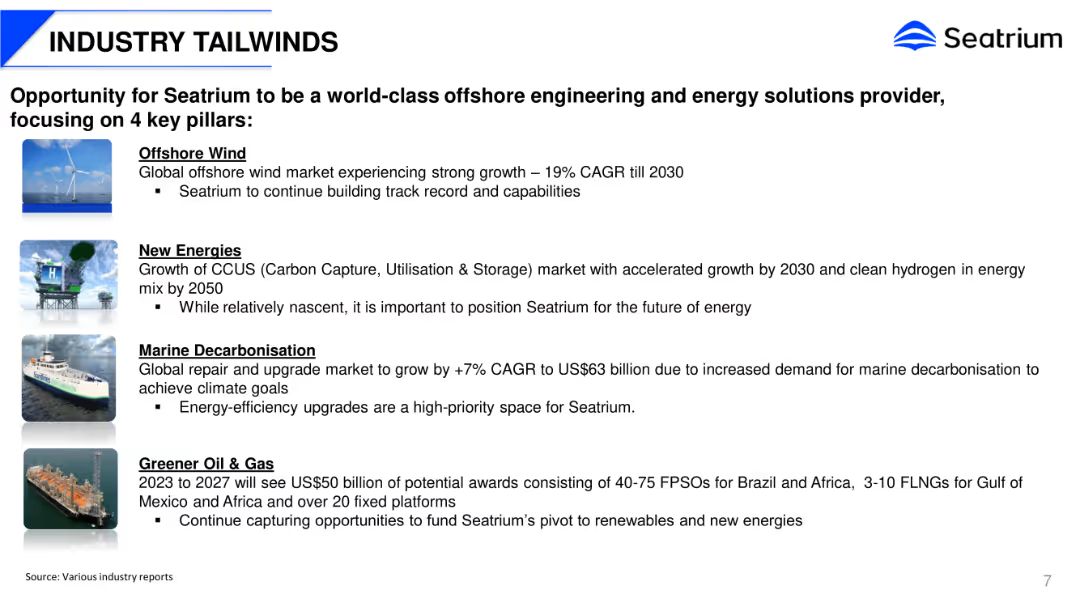 INDUSTRY TAILWINDS
Seatrium
Opportunity for Seatrium to be a world-class offshore engineering and energy solutions provider,
focusing on 4 key pillars:
Offshore Wind
Global offshore wind market experiencing strong growth – 19% CAGR till 2030
▪ Seatrium to continue building track record and capabilities
New Energies
Growth of CCUS (Carbon Capture, Utilisation & Storage) market with accelerated growth by 2030 and clean hydrogen in energy
mix by 2050
▪ While relatively nascent, it is important to position Seatrium for the future of energy
H
Marine Decarbonisation
Global repair and upgrade market to grow by +7% CAGR to US$63 billion due to increased demand for marine decarbonisation to
achieve climate goals
▪ Energy-efficiency upgrades are a high-priority space for Seatrium.
Greener Oil & Gas
2023 to 2027 will see US$50 billion of potential awards consisting of 40-75 FPSOs for Brazil and Africa, 3-10 FLNGs for Gulf of
Mexico and Africa and over 20 fixed platforms
▪ Continue capturing opportunities to fund Seatrium's pivot to renewables and new energies
Source: Various industry reports
7